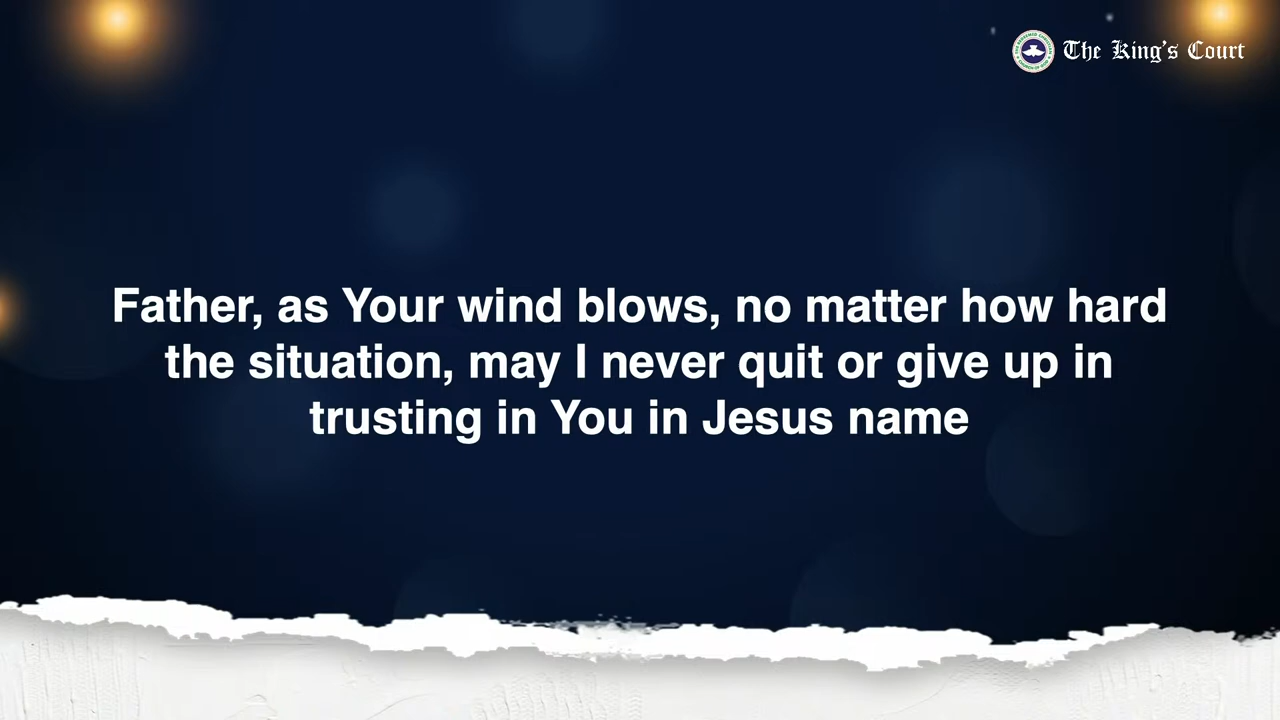 The King's Court
Father, as Your wind blows, no matter how hard
the situation, may I never quit or give up in
trusting in You in Jesus name